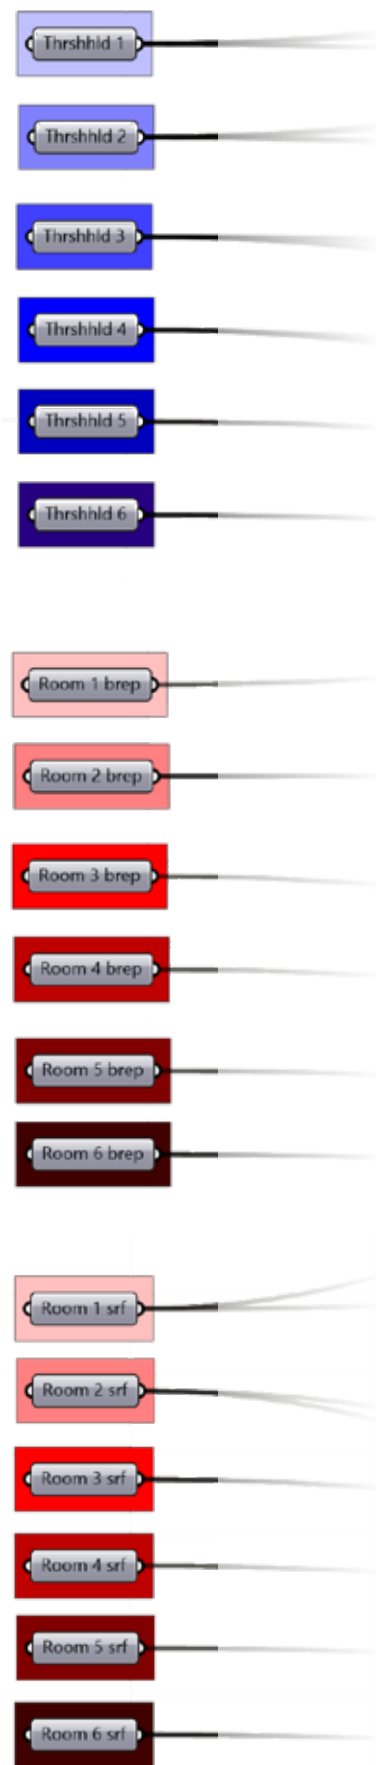 Thrshhld 1
Thrshhld 2
Thrshhld 3
Thrshhld 4
Thrshhld 5
Thrshhld 6
Room 1 brep
Room 2 brep
Room 3 brep
Room 4 brep
Room 5 brep
Room 6 brep
Room 1 srf
Room 2 srf
Room 3 srf
Room 4 srf
Room 5 srf
Room 6 srf